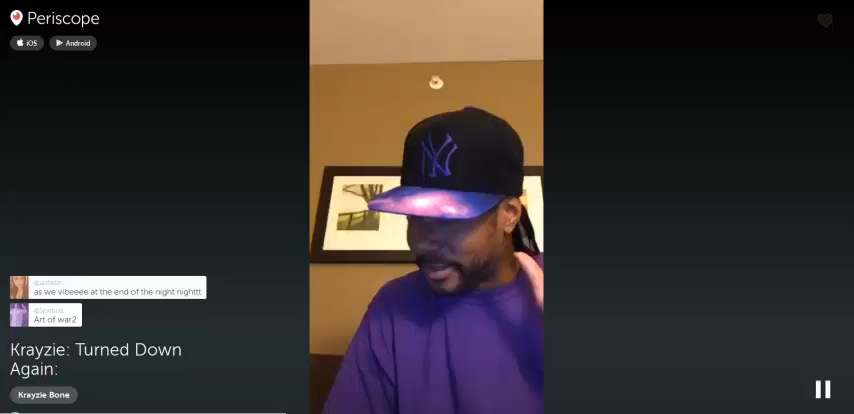 Periscope
iOS
Android
NY
as we vibeeee at the end of the night nighttt
Art of war2
Krayzie: Turned Down
Again:
Krayzie Bone